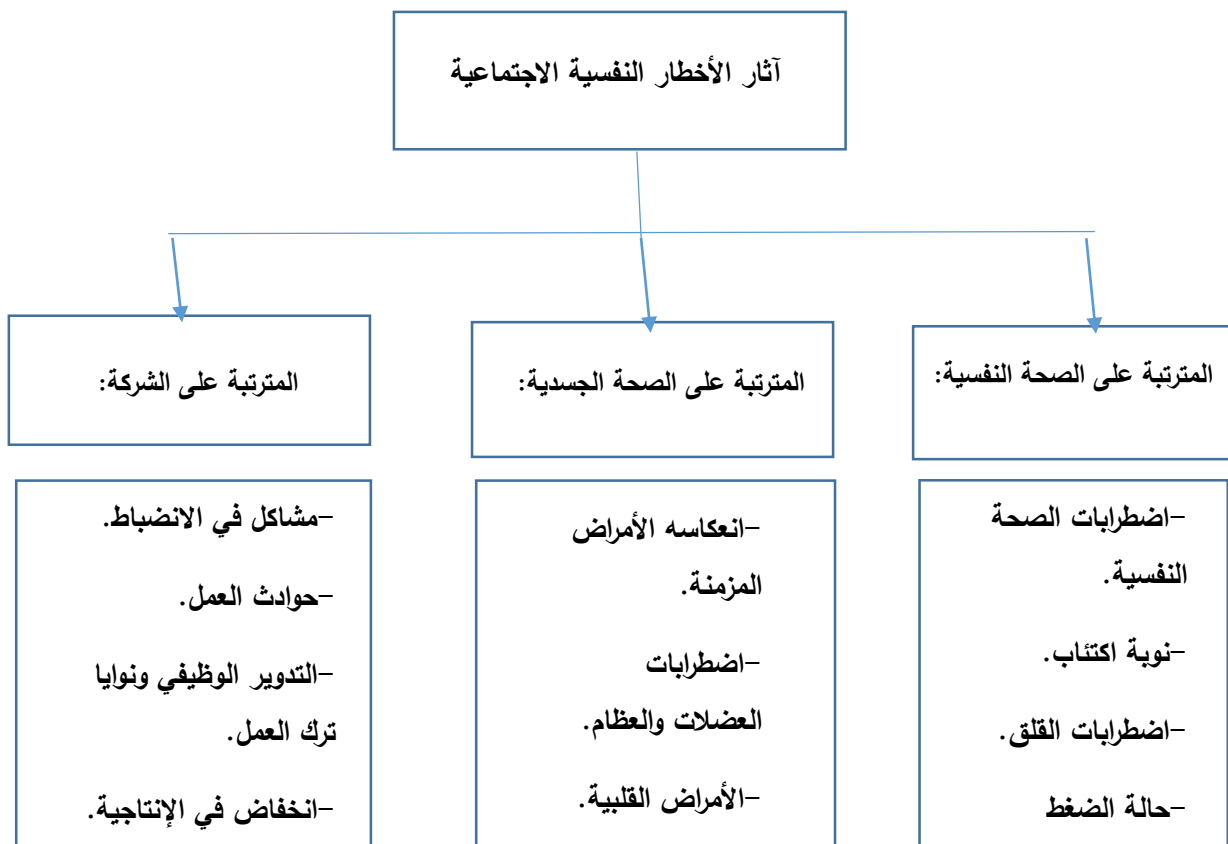 آثار الأخطار النفسية الاجتماعية
المترتبة على الصحة النفسية:
المترتبة على الصحة الجسدية:
المترتبة على الشركة:
-اضطرابات الصحة
النفسية.
-نوبة اكتئاب.
-اضطرابات القلق.
-حالة الضغط
-انعكاسه الأمراض
المزمنة.
-اضطرابات
العضلات والعظام.
-الأمراض القلبية.
-مشاكل في الانضباط.
-حوادث العمل.
-التدوير الوظيفي ونوايا
ترك العمل.
-انخفاض في الإنتاجية.